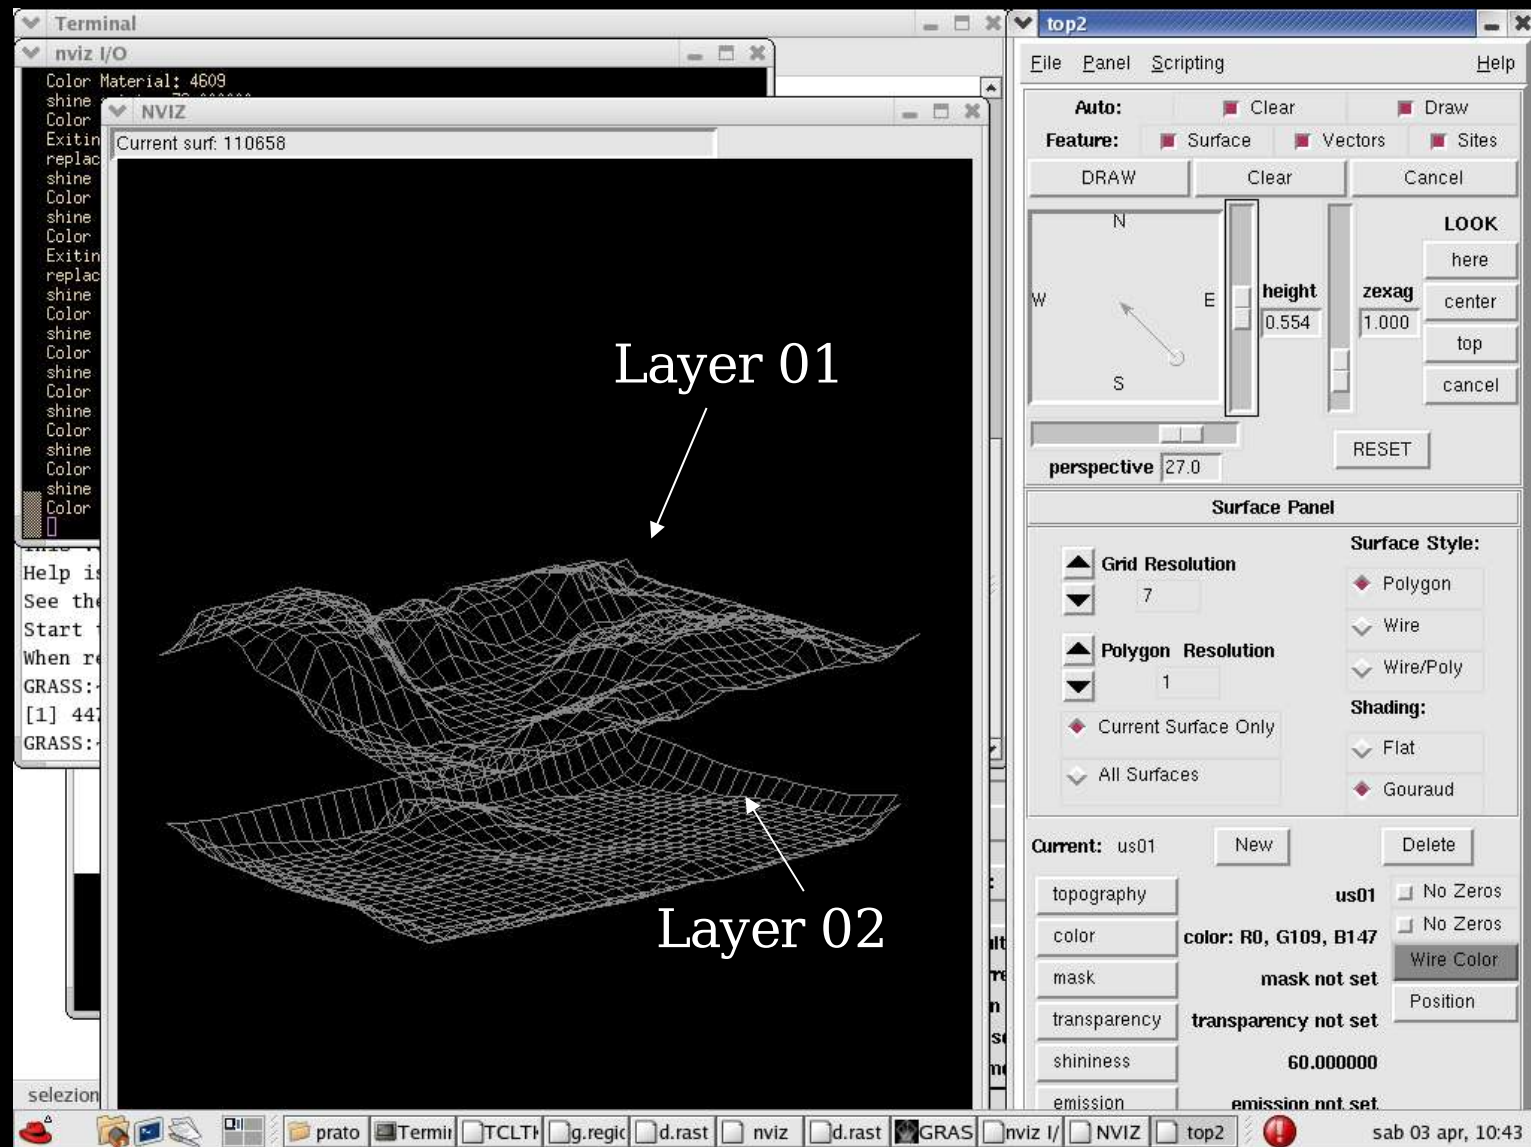 Terminal
nviz I/O
Color Material: 4609
shine
Color
Exitin
replac
shine
Color
shine
Color
Exitin
replac
shine
Color
shine
Color
shine
Color
shine
Color
shine
Color
shine
Color
Help is
See the
Start
When re
GRASS:~
[1] 447
GRASS:~
selezion
NVIZ
Current surf: 110658
Layer 01
Layer 02
top2
File Panel Scripting Help
Auto: Clear Draw
Feature: Surface Vectors Sites
DRAW Clear Cancel
N
W E
S
height
0.554
zexag
1.000
LOOK
here
center
top
cancel
perspective 27.0
RESET
Surface Panel
Grid Resolution
7
Polygon Resolution
1
Current Surface Only
All Surfaces
Surface Style:
Polygon
Wire
Wire/Poly
Shading:
Flat
Gouraud
Current: us01 New Delete
topography us01 No Zeros
color color: R0, G109, B147 No Zeros
mask mask not set Wire Color
transparency transparency not set Position
shininess 60.000000
emission emission not set
prato Termin TCLTK g.regic d.rast nviz d.rast GRAS nviz I/ NVIZ top2 sab 03 apr, 10:43